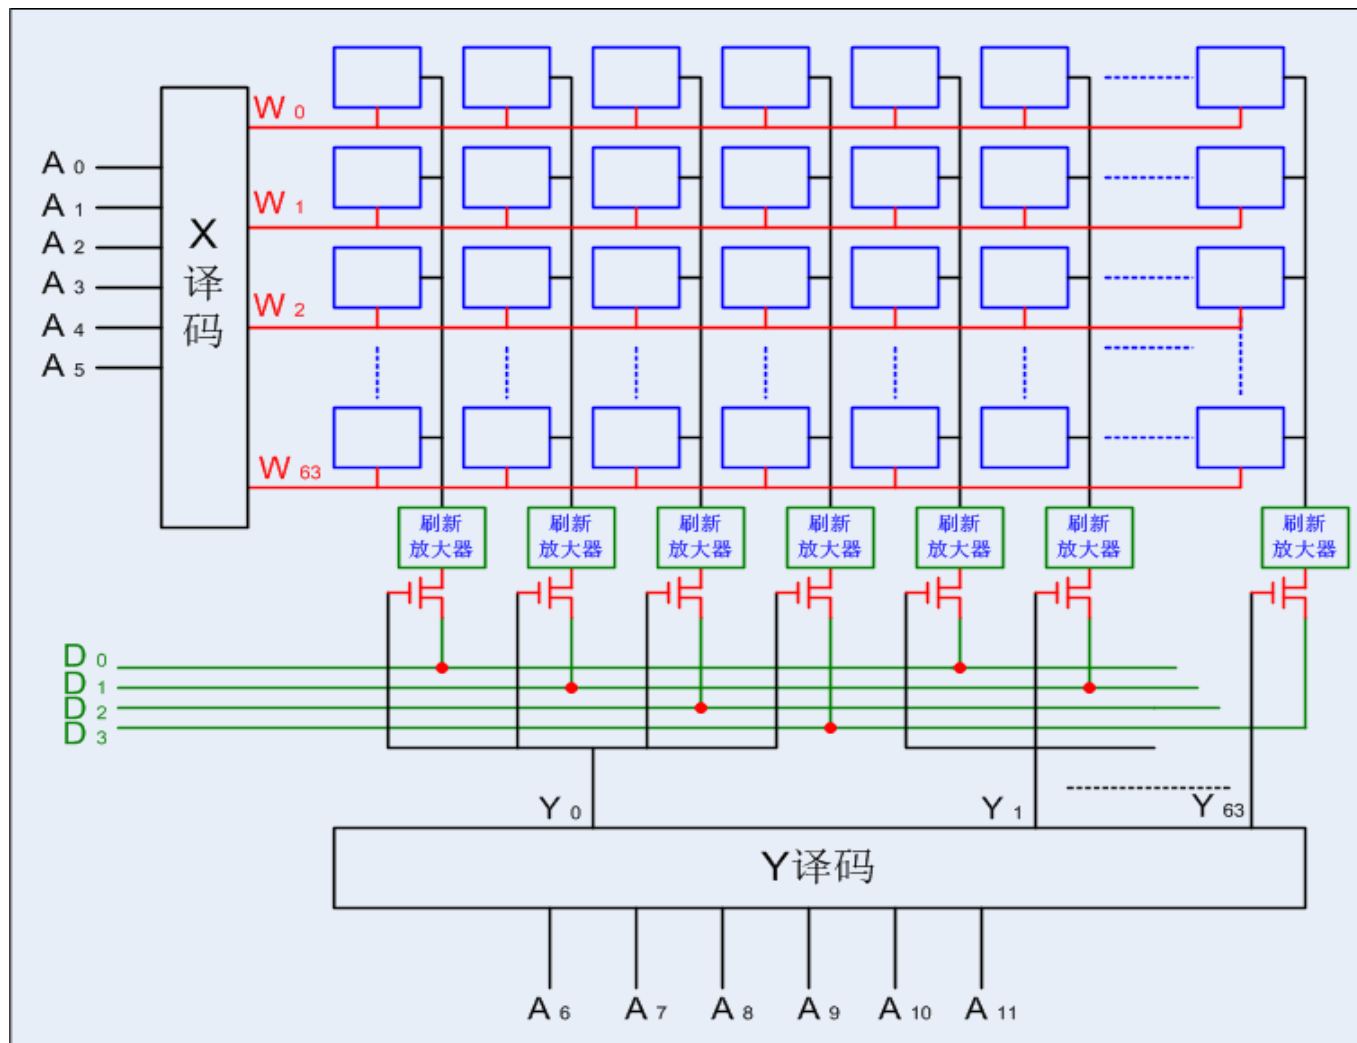 W 0
A 0
A 1
W 1
A 2
X
译
码
A 3
W 2
A 4
A 5
W 63
刷新
放大器
刷新
放大器
刷新
放大器
刷新
放大器
刷新
放大器
刷新
放大器
刷新
放大器
D 0
D 1
D 2
D 3
Y 0
Y 1
Y 63
Y译码
A 6
A 7
A 8
A 9
A 10
A 11